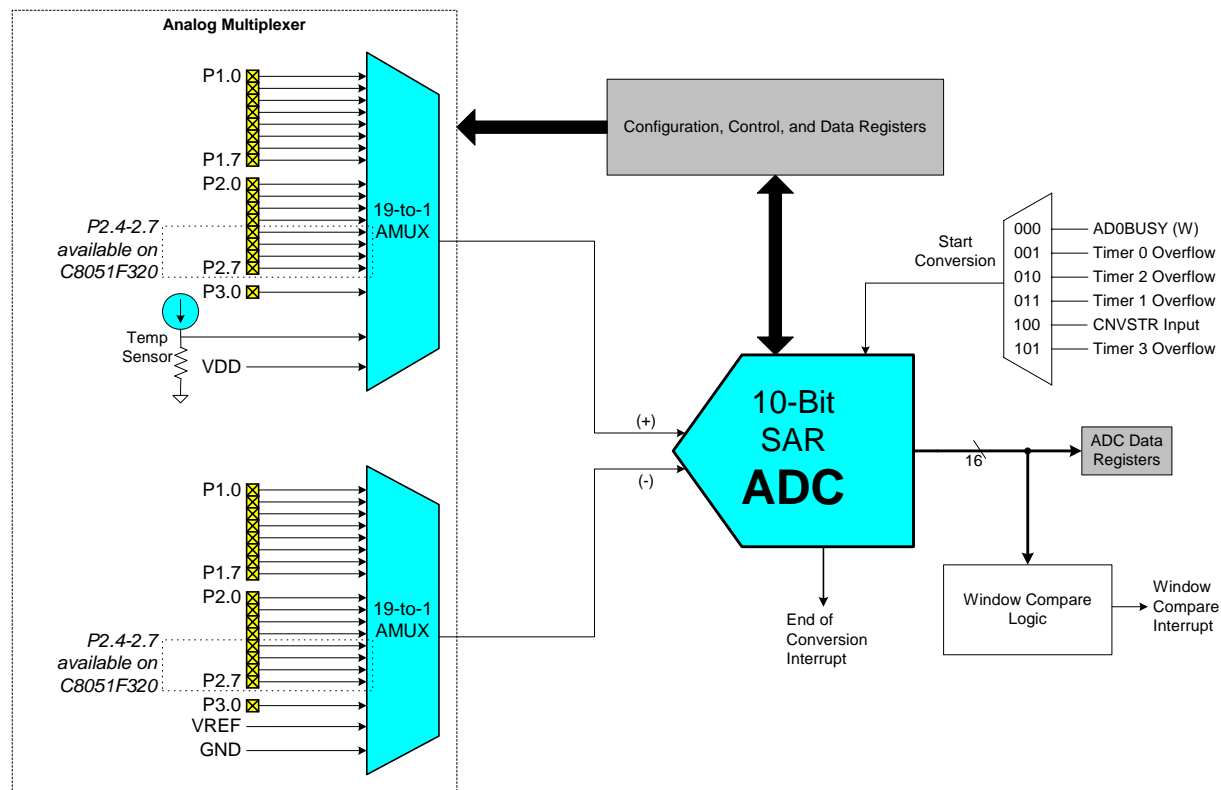 Analog Multiplexer
P1.0
P1.7
P2.0
P2.4-2.7
available on
C8051F320
P2.7
P3.0
Temp
Sensor
VDD
19-to-1
AMUX
Configuration, Control, and Data Registers
Start
Conversion
000
AD0BUSY (W)
001
Timer 0 Overflow
010
Timer 2 Overflow
011
Timer 1 Overflow
100
CNVSTR Input
101
Timer 3 Overflow
(+)
(-)
10-Bit
SAR
ADC
16
ADC Data
Registers
End of
Conversion
Interrupt
Window Compare
Logic
Window
Compare
Interrupt
P1.0
P1.7
P2.0
P2.4-2.7
available on
C8051F320
P2.7
P3.0
VREF
GND
19-to-1
AMUX